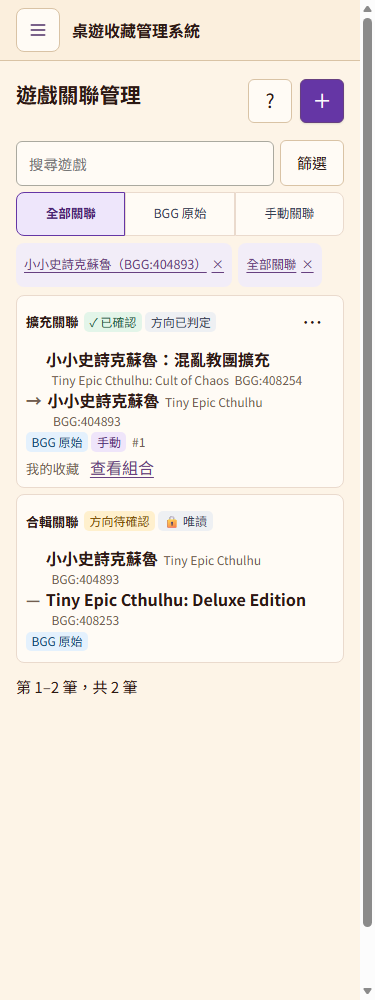 桌遊收藏管理系統
遊戲關聯管理
?
+
搜尋遊戲
篩選
全部關聯
BGG 原始
手動關聯
小小史詩克蘇魯（BGG:404893） ×
全部關聯 ×
擴充關聯 ✓已確認 方向已判定 ···
小小史詩克蘇魯：混亂教團擴充
Tiny Epic Cthulhu: Cult of Chaos BGG:408254
→ 小小史詩克蘇魯 Tiny Epic Cthulhu
BGG:404893
BGG 原始 手動 #1
我的收藏 查看組合
合輯關聯 方向待確認 🔒 唯讀
小小史詩克蘇魯 Tiny Epic Cthulhu
BGG:404893
— Tiny Epic Cthulhu: Deluxe Edition
BGG:408253
BGG 原始
第 1–2 筆，共 2 筆